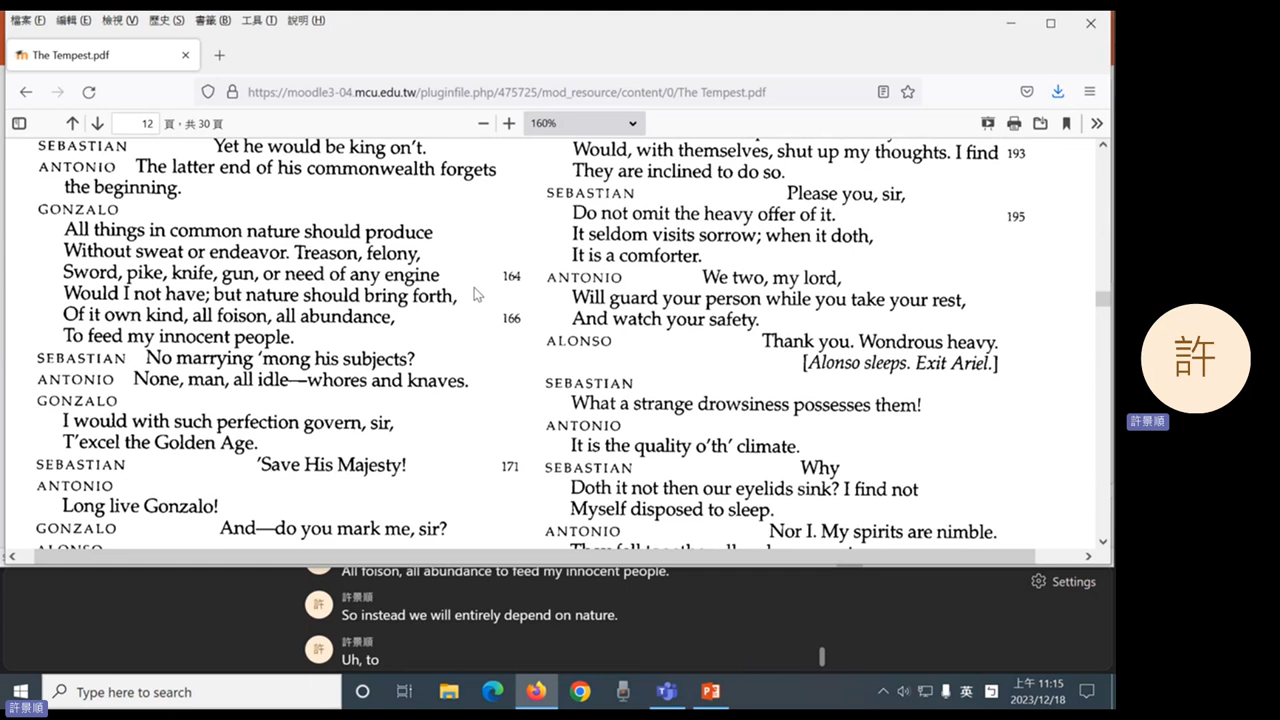 檔案(F) 編輯(E) 檢視(V) 歷史(S) 書籤(B) 工具(T) 說明(H)
The Tempest.pdf
https://moodle3-04.mcu.edu.tw/pluginfile.php/475725/mod_resource/content/0/The Tempest.pdf
12 頁，共 30 頁
160%
SEBASTIAN Yet he would be king on't.
ANTONIO The latter end of his commonwealth forgets
the beginning.
GONZALO
All things in common nature should produce
Without sweat or endeavor. Treason, felony,
Sword, pike, knife, gun, or need of any engine 164
Would I not have; but nature should bring forth,
Of it own kind, all foison, all abundance, 166
To feed my innocent people.
SEBASTIAN No marrying 'mong his subjects?
ANTONIO None, man, all idle—whores and knaves.
GONZALO
I would with such perfection govern, sir,
T'excel the Golden Age.
SEBASTIAN 'Save His Majesty! 171
ANTONIO
Long live Gonzalo!
GONZALO And—do you mark me, sir?
ALONSO
Would, with themselves, shut up my thoughts. I find 193
They are inclined to do so.
SEBASTIAN Please you, sir,
Do not omit the heavy offer of it. 195
It seldom visits sorrow; when it doth,
It is a comforter.
ANTONIO We two, my lord,
Will guard your person while you take your rest,
And watch your safety.
ALONSO Thank you. Wondrous heavy.
[Alonso sleeps. Exit Ariel.]
SEBASTIAN
What a strange drowsiness possesses them!
ANTONIO
It is the quality o'th' climate.
SEBASTIAN Why
Doth it not then our eyelids sink? I find not
Myself disposed to sleep.
ANTONIO Nor I. My spirits are nimble.
許
許景順
All foison, all abundance to feed my innocent people.
許 許景順
So instead we will entirely depend on nature.
許 許景順
Uh, to
Settings
Type here to search
英
上午 11:15
2023/12/18
許景順